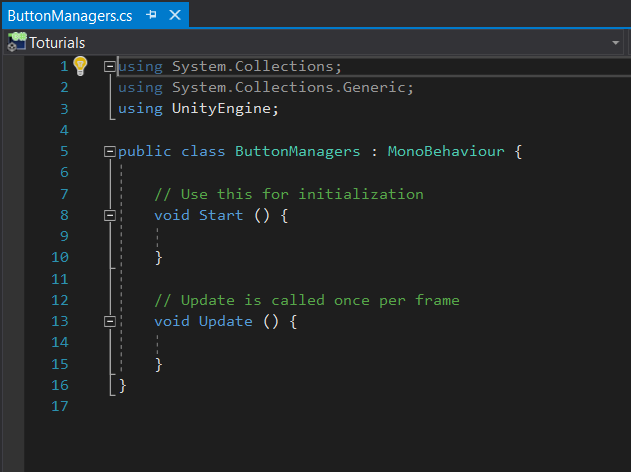 ButtonManagers.cs
Toturials
1 using System.Collections;
2 using System.Collections.Generic;
3 using UnityEngine;
4
5 public class ButtonManagers : MonoBehaviour {
6
7 // Use this for initialization
8 void Start () {
9
10 }
11
12 // Update is called once per frame
13 void Update () {
14
15 }
16 }
17